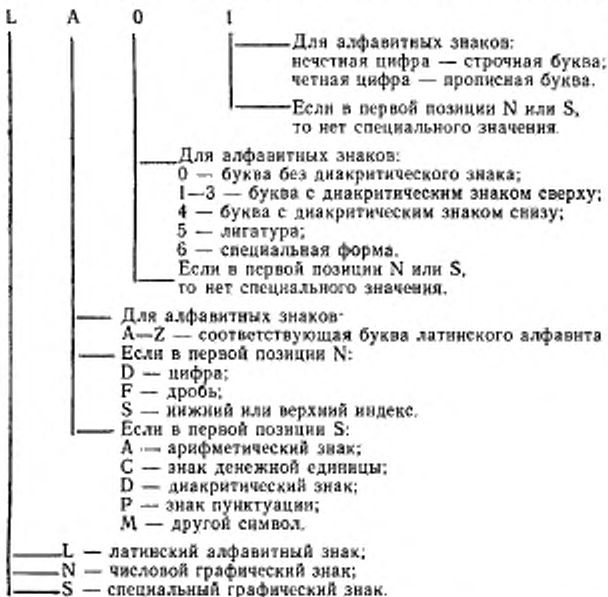 L A 0 1
Для алфавитных знаков:
нечетная цифра — строчная буква;
четная цифра — прописная буква.
Если в первой позиции N или S,
то нет специального значения.
Для алфавитных знаков:
0 — буква без диакритического знака;
1—3 — буква с диакритическим знаком сверху;
4 — буква с диакритическим знаком снизу;
5 — лигатура;
6 — специальная форма.
Если в первой позиции N или S,
то нет специального значения.
Для алфавитных знаков·
A—Z — соответствующая буква латинского алфавита
Если в первой позиции N:
D — цифра;
F — дробь;
S — нижний или верхний индекс.
Если в первой позиции S:
A — арифметический знак;
C — знак денежной единицы;
D — диакритический знак;
P — знак пунктуации;
M — другой символ.
L — латинский алфавитный знак;
N — числовой графический знак;
S — специальный графический знак.